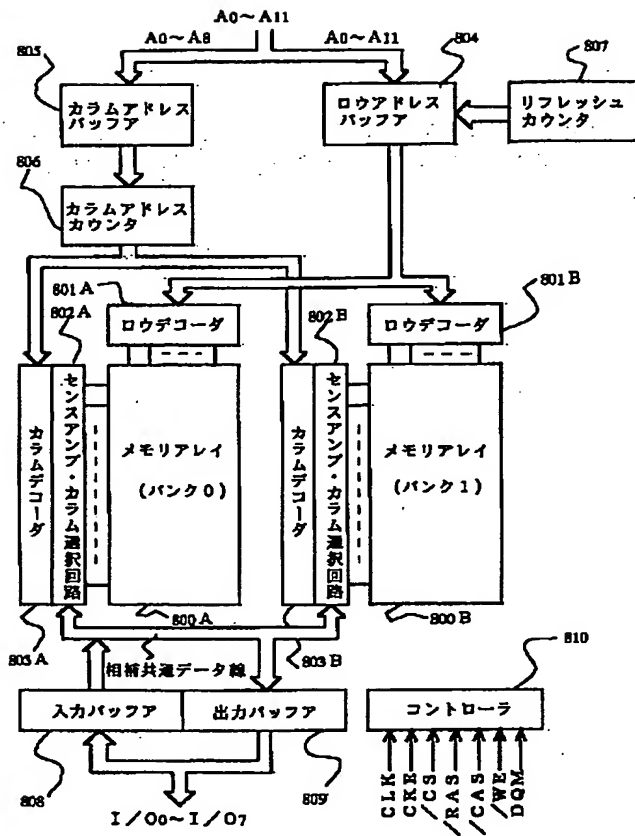 A0～A11
A0～A8
A0～A11
805
804
807
カラムアドレス
バッファ
ロウアドレス
バッファ
リフレッシュ
カウンタ
806
カラムアドレス
カウンタ
801A
801B
802A
802B
ロウデコーダ
ロウデコーダ
カラムデコーダ
センスアンプ・カラム選択回路
メモリアレイ
(バンク0)
カラムデコーダ
センスアンプ・カラム選択回路
メモリアレイ
(バンク1)
800A
800B
803A
803B
相補共通データ線
810
入力バッファ
出力バッファ
コントローラ
808
809
I/O0～I/O7
CLK
CKE
/CS
/RAS
/CAS
/WE
DQM